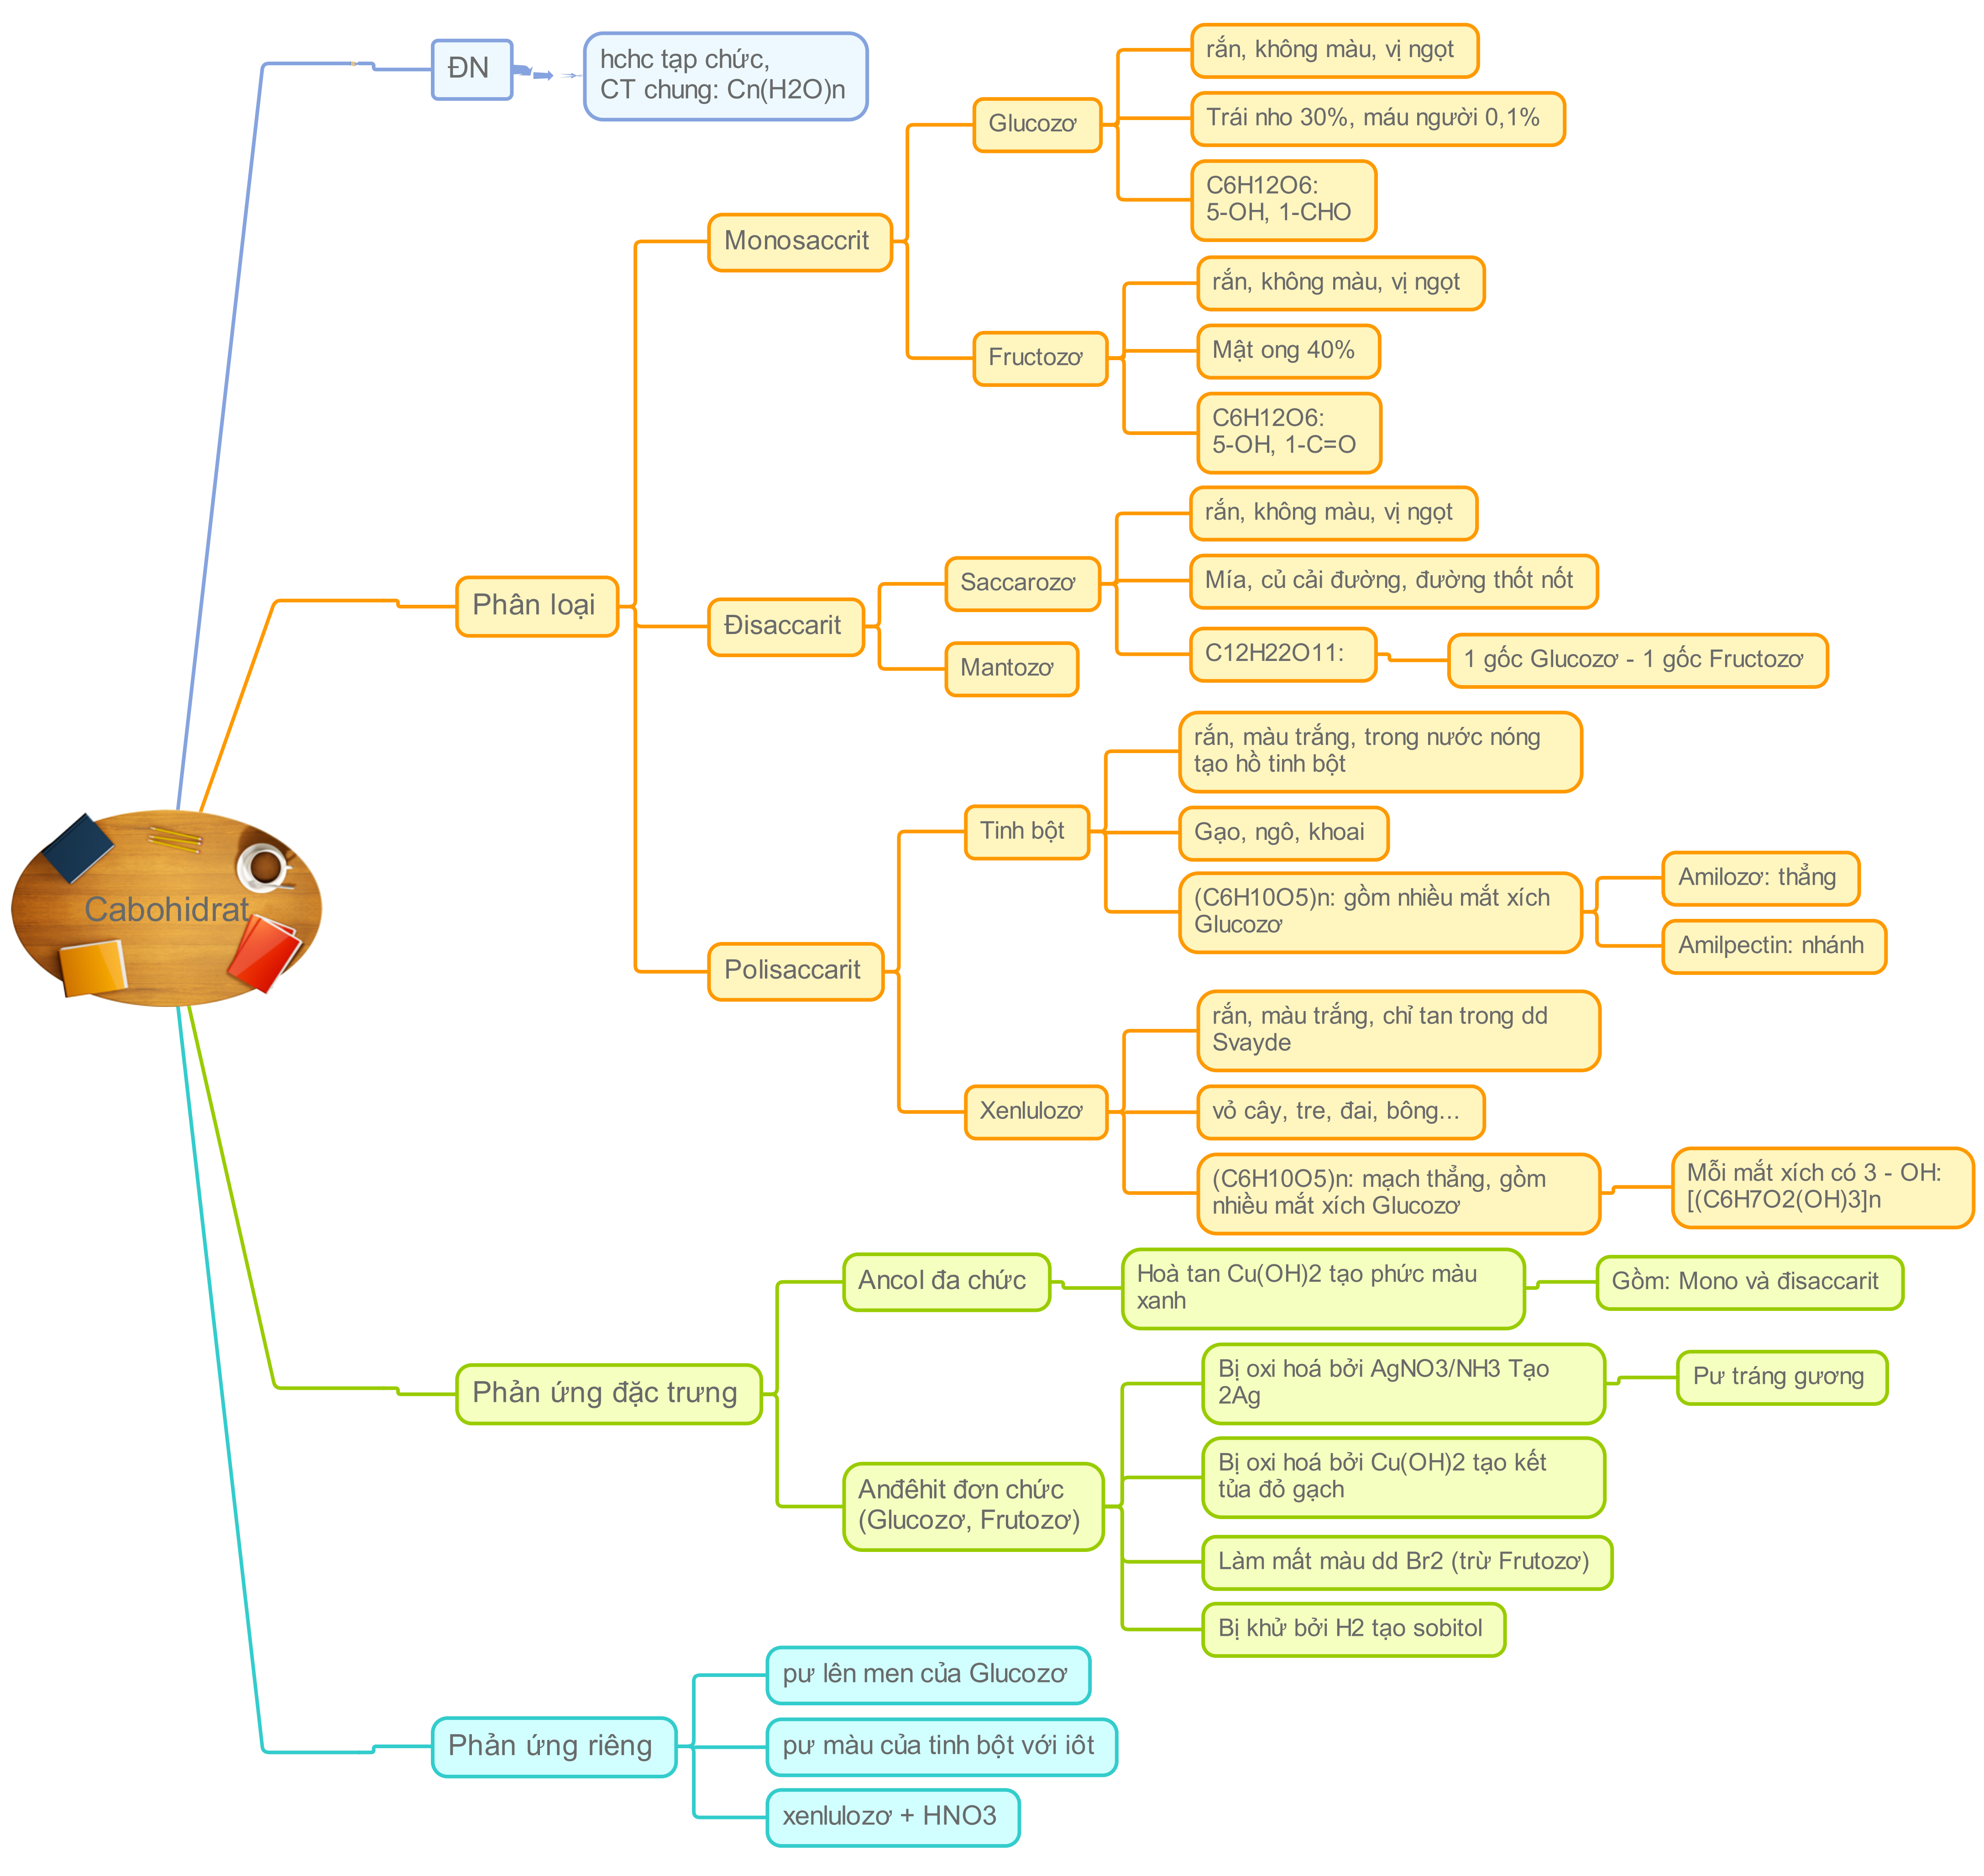 Cabohidrat
ĐN
hchc tạp chức,
CT chung: Cn(H2O)n
Phân loại
Monosaccrit
Glucozơ
rắn, không màu, vị ngọt
Trái nho 30%, máu người 0,1%
C6H12O6:
5-OH, 1-CHO
Fructozơ
rắn, không màu, vị ngọt
Mật ong 40%
C6H12O6:
5-OH, 1-C=O
Đisaccarit
Saccarozơ
rắn, không màu, vị ngọt
Mía, củ cải đường, đường thốt nốt
C12H22O11:
1 gốc Glucozơ - 1 gốc Fructozơ
Mantozơ
Polisaccarit
Tinh bột
rắn, màu trắng, trong nước nóng
tạo hồ tinh bột
Gạo, ngô, khoai
(C6H10O5)n: gồm nhiều mắt xích
Glucozơ
Amilozơ: thẳng
Amilpectin: nhánh
Xenlulozơ
rắn, màu trắng, chỉ tan trong dd
Svayde
vỏ cây, tre, đai, bông...
(C6H10O5)n: mạch thẳng, gồm
nhiều mắt xích Glucozơ
Mỗi mắt xích có 3 - OH:
[(C6H7O2(OH)3]n
Phản ứng đặc trưng
Ancol đa chức
Hoà tan Cu(OH)2 tạo phức màu
xanh
Gồm: Mono và đisaccarit
Anđêhit đơn chức
(Glucozơ, Frutozơ)
Bị oxi hoá bởi AgNO3/NH3 Tạo
2Ag
Pư tráng gương
Bị oxi hoá bởi Cu(OH)2 tạo kết
tủa đỏ gạch
Làm mất màu dd Br2 (trừ Frutozơ)
Bị khử bởi H2 tạo sobitol
Phản ứng riêng
pư lên men của Glucozơ
pư màu của tinh bột với iôt
xenlulozơ + HNO3